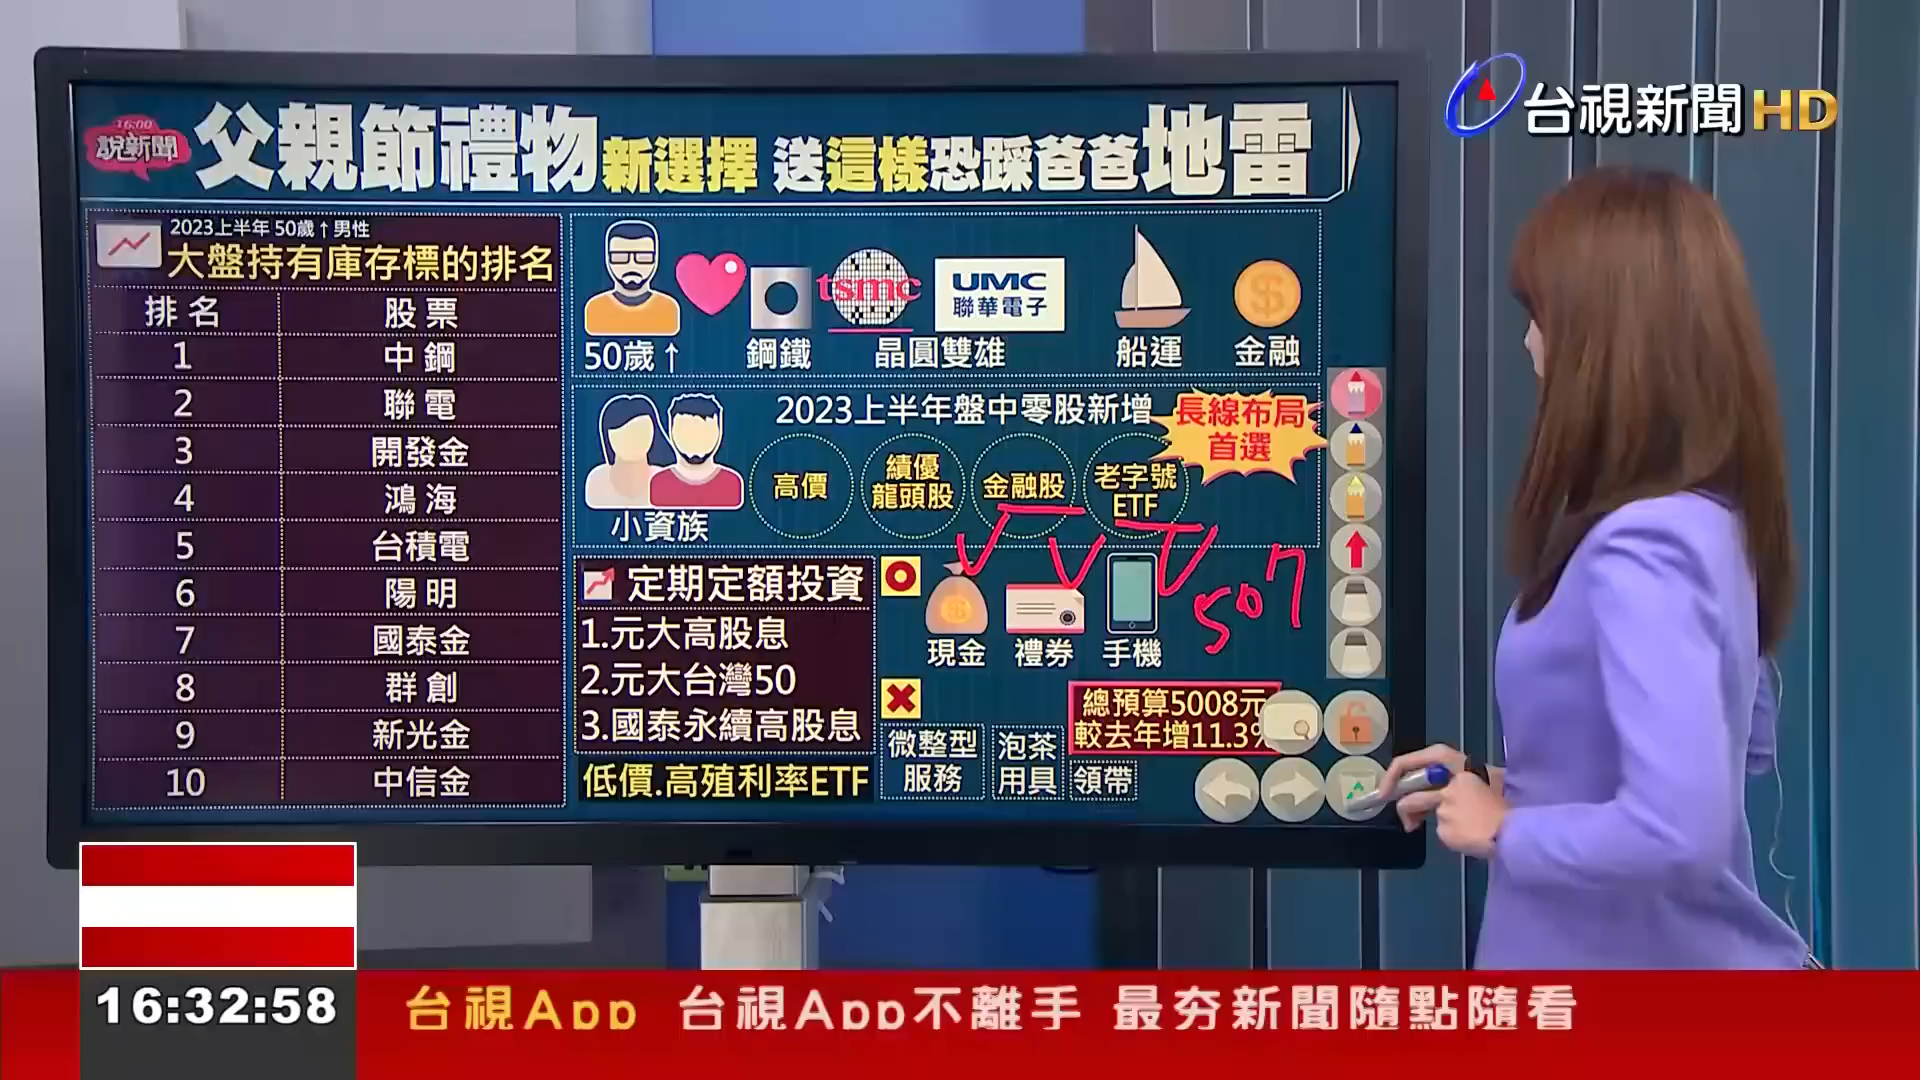 台視新聞HD
16:00
說新聞
父親節禮物新選擇 送這樣恐踩爸爸地雷
2023上半年 50歲↑男性
大盤持有庫存標的排名
排名 股票
1 中鋼
2 聯電
3 開發金
4 鴻海
5 台積電
6 陽明
7 國泰金
8 群創
9 新光金
10 中信金
tsmc
UMC
聯華電子
50歲↑ 鋼鐵 晶圓雙雄 船運 金融
2023上半年盤中零股新增
長線布局
首選
高價
績優
龍頭股
金融股
老字號
ETF
小資族
507
定期定額投資
1.元大高股息
2.元大台灣50
3.國泰永續高股息
低價.高殖利率ETF
現金 禮券 手機
總預算5008元
較去年增11.3%
微整型
服務
泡茶
用具
領帶
16:32:58
台視App 台視App不離手 最夯新聞隨點隨看